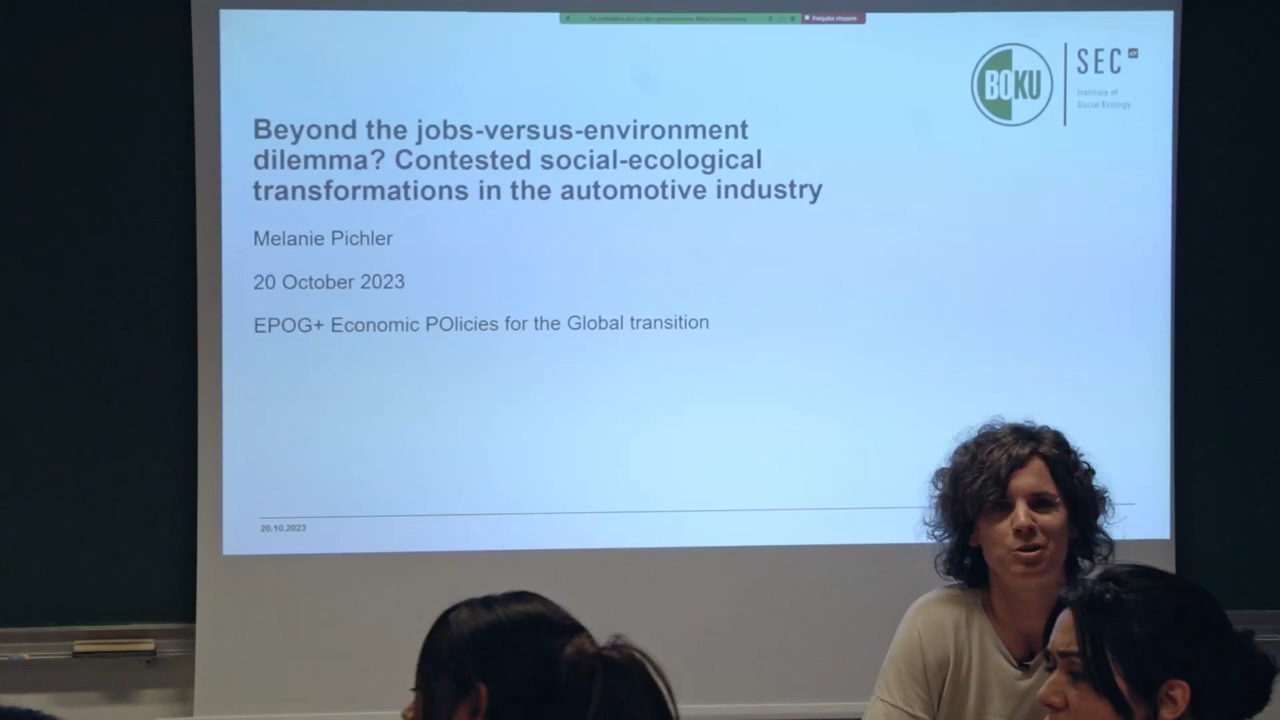 BOKU
SEC
Institute of
Social Ecology
Beyond the jobs-versus-environment
dilemma? Contested social-ecological
transformations in the automotive industry
Melanie Pichler
20 October 2023
EPOG+ Economic POlicies for the Global transition
20.10.2023